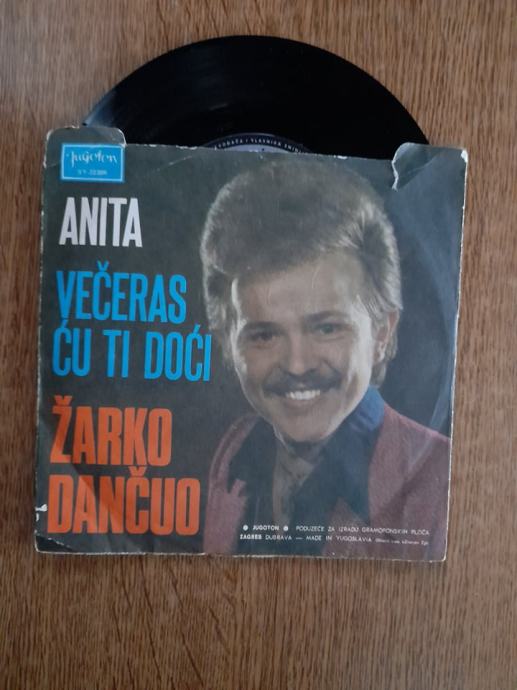 Jugoton
ANITA
VEČERAS
ĆU TI DOĆI
ŽARKO
DANČUO
● JUGOTON ● PODUZEĆE ZA IZRADU GRAMOFONSKIH PLOČA
ZAGREB DUBRAVA — MADE IN YUGOSLAVIA